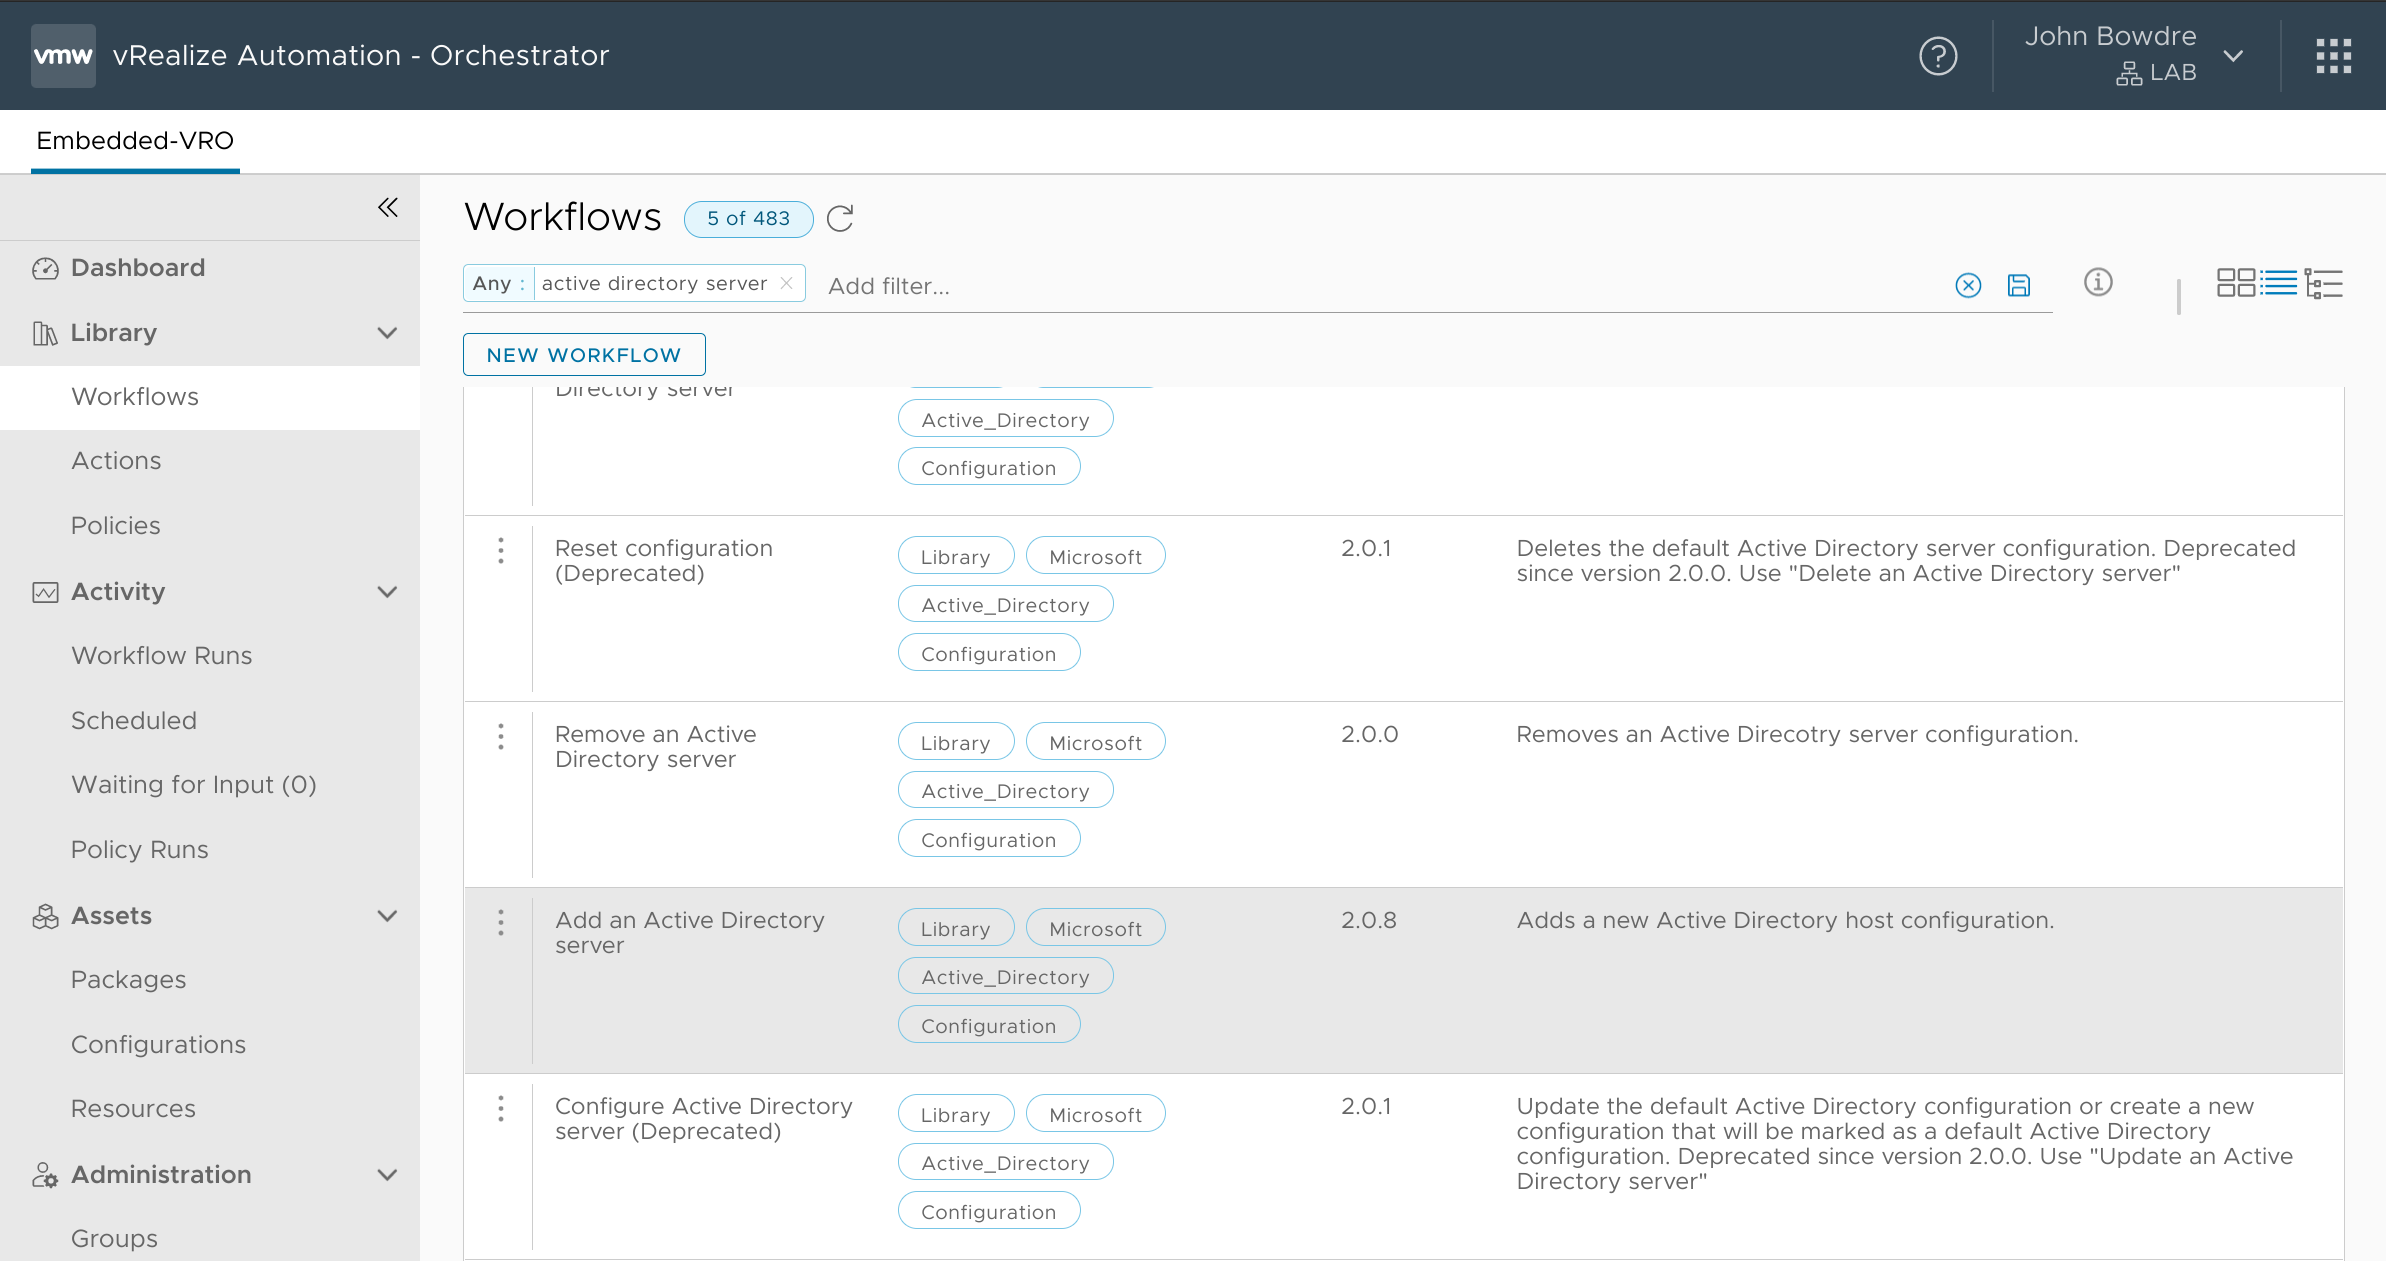 vmw vRealize Automation - Orchestrator
John Bowdre
LAB
Embedded-VRO
Dashboard
Library
Workflows
Actions
Policies
Activity
Workflow Runs
Scheduled
Waiting for Input (0)
Policy Runs
Assets
Packages
Configurations
Resources
Administration
Groups
Workflows 5 of 483
Any : active directory server Add filter...
NEW WORKFLOW
Directory server
Active_Directory
Configuration
Reset configuration
(Deprecated)
Library Microsoft
Active_Directory
Configuration
2.0.1
Deletes the default Active Directory server configuration. Deprecated
since version 2.0.0. Use "Delete an Active Directory server"
Remove an Active
Directory server
Library Microsoft
Active_Directory
Configuration
2.0.0
Removes an Active Direcotry server configuration.
Add an Active Directory
server
Library Microsoft
Active_Directory
Configuration
2.0.8
Adds a new Active Directory host configuration.
Configure Active Directory
server (Deprecated)
Library Microsoft
Active_Directory
Configuration
2.0.1
Update the default Active Directory configuration or create a new
configuration that will be marked as a default Active Directory
configuration. Deprecated since version 2.0.0. Use "Update an Active
Directory server"